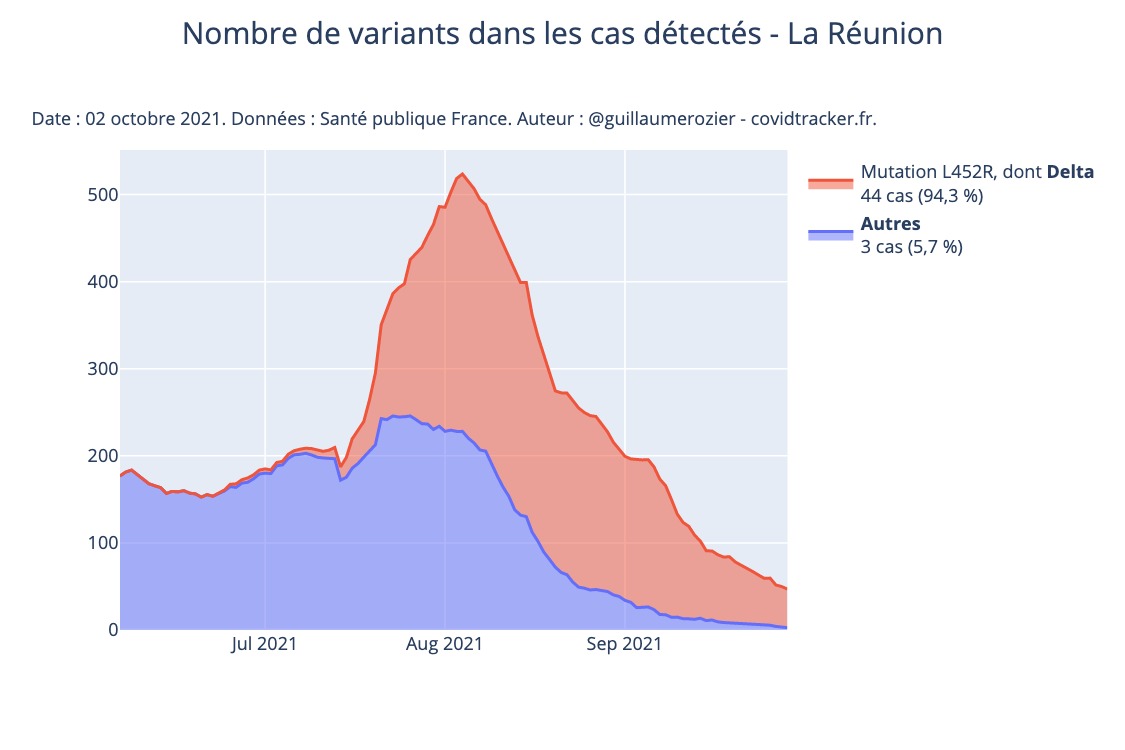 Nombre de variants dans les cas détectés - La Réunion
Date : 02 octobre 2021. Données : Santé publique France. Auteur : @guillaumerozier - covidtracker.fr.
Mutation L452R, dont Delta
44 cas (94,3 %)
Autres
3 cas (5,7 %)
500
400
300
200
100
0
Jul 2021
Aug 2021
Sep 2021